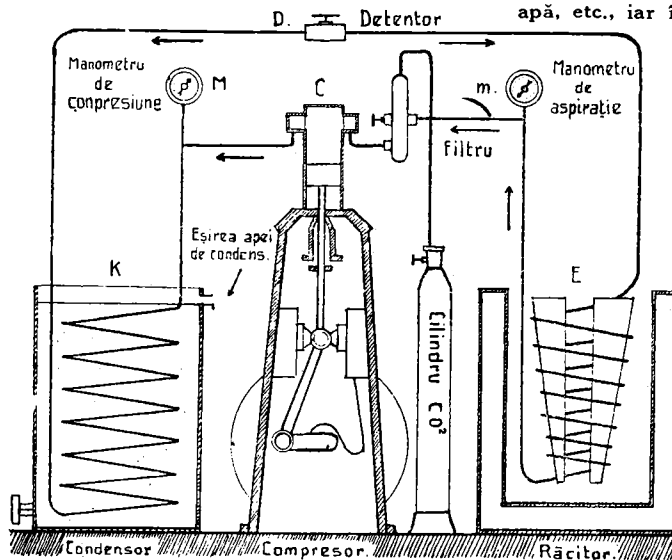 apă, etc., iar
D. Detentor
Manometru
de
conpresiune
M
C
m.
Manometru
de
aspirație
Filtru
Eșirea apei
de condens.
K
E
Cilindru CO²
Condensor
Compresor.
Răcitor.